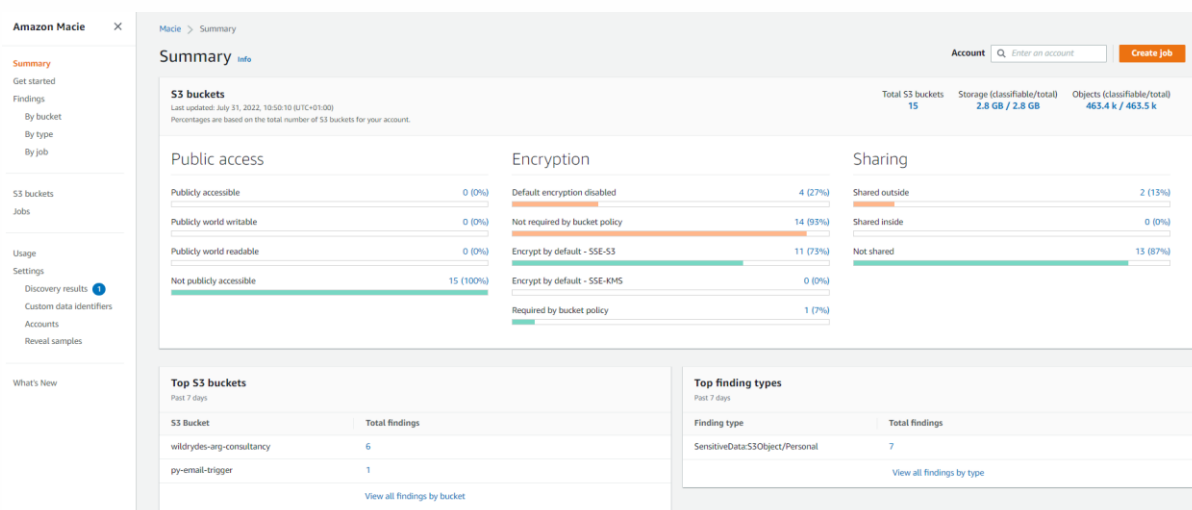 Amazon Macie
Summary
Get started
Findings
By bucket
By type
By job
S3 buckets
Jobs
Usage
Settings
Discovery results 1
Custom data identifiers
Accounts
Reveal samples
What's New
Macie > Summary
Summary Info
Account Enter an account Create job
S3 buckets
Last updated: July 31, 2022, 10:50:10 (UTC+01:00)
Percentages are based on the total number of S3 buckets for your account.
Total S3 buckets
15
Storage (classifiable/total)
2.8 GB / 2.8 GB
Objects (classifiable/total)
463.4 k / 463.5 k
Public access
Publicly accessible 0 (0%)
Publicly world writable 0 (0%)
Publicly world readable 0 (0%)
Not publicly accessible 15 (100%)
Encryption
Default encryption disabled 4 (27%)
Not required by bucket policy 14 (93%)
Encrypt by default - SSE-S3 11 (73%)
Encrypt by default - SSE-KMS 0 (0%)
Required by bucket policy 1 (7%)
Sharing
Shared outside 2 (13%)
Shared inside 0 (0%)
Not shared 13 (87%)
Top S3 buckets
Past 7 days
S3 Bucket Total findings
wildrydes-arg-consultancy 6
py-email-trigger 1
View all findings by bucket
Top finding types
Past 7 days
Finding type Total findings
SensitiveData:S3Object/Personal 7
View all findings by type